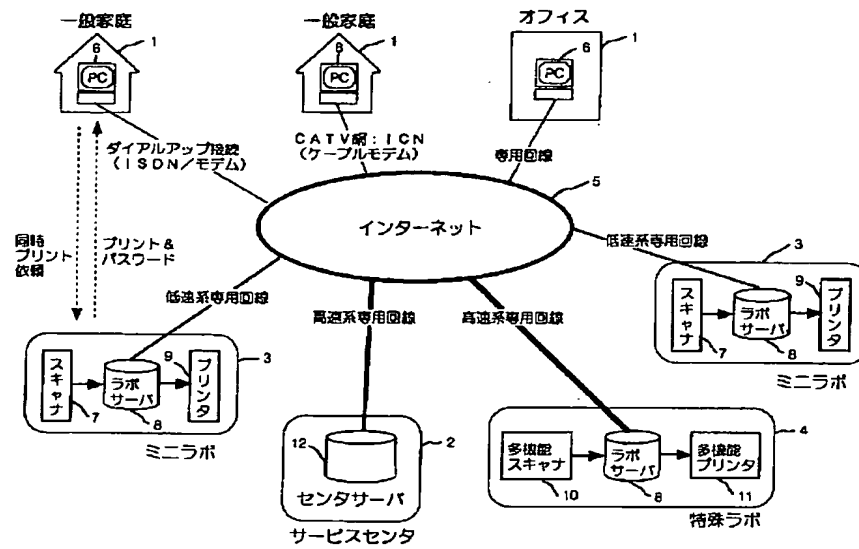 一般家庭
1
6
PC
一般家庭
1
6
PC
オフィス
1
6
PC
ダイアルアップ接続
(ISDN/モデム)
CATV網:ICN
(ケーブルモデム)
専用回線
5
インターネット
同時
プリント
依頼
プリント&
パスワード
低速系専用回線
高速系専用回線
高速系専用回線
低速系専用回線
3
スキャナ
7
ラボ
サーバ
8
9
プリンタ
ミニラボ
3
スキャナ
7
ラボ
サーバ
8
9
プリンタ
ミニラボ
2
12
センタサーバ
サービスセンタ
4
多機能
スキャナ
10
ラボ
サーバ
8
多機能
プリンタ
11
特殊ラボ